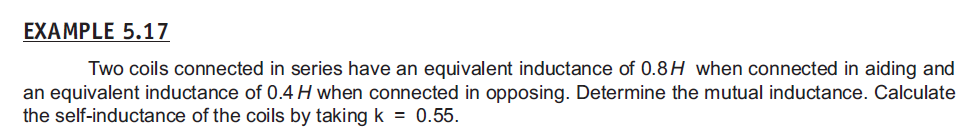 EXAMPLE 5.17
Two coils connected in series have an equivalent inductance of 0.8 H when connected in aiding and
an equivalent inductance of 0.4 H when connected in opposing. Determine the mutual inductance. Calculate
the self-inductance of the coils by taking k = 0.55.